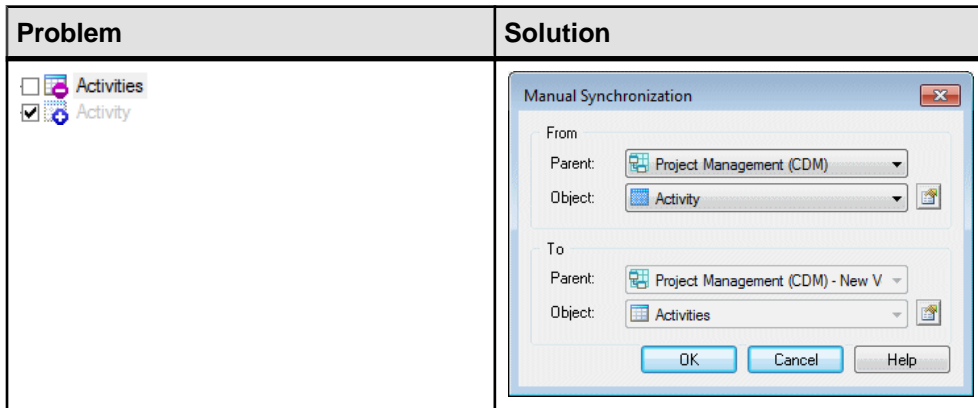 Problem
Solution
Activities
Activity
Manual Synchronization
From
Parent: Project Management (CDM)
Object: Activity
To
Parent: Project Management (CDM) - New V
Object: Activities
OK Cancel Help